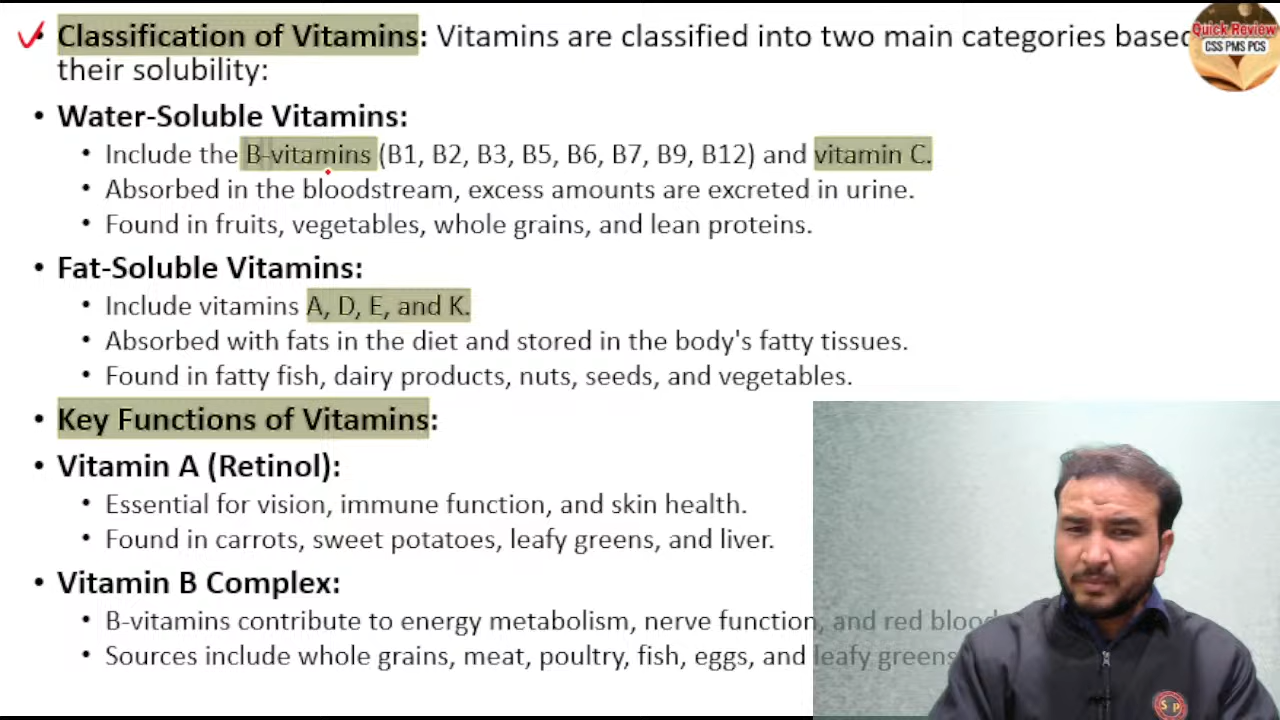 • Classification of Vitamins: Vitamins are classified into two main categories based
their solubility:
Quick Review
CSS PMS PCS
• Water-Soluble Vitamins:
• Include the B-vitamins (B1, B2, B3, B5, B6, B7, B9, B12) and vitamin C.
• Absorbed in the bloodstream, excess amounts are excreted in urine.
• Found in fruits, vegetables, whole grains, and lean proteins.
• Fat-Soluble Vitamins:
• Include vitamins A, D, E, and K.
• Absorbed with fats in the diet and stored in the body's fatty tissues.
• Found in fatty fish, dairy products, nuts, seeds, and vegetables.
• Key Functions of Vitamins:
• Vitamin A (Retinol):
• Essential for vision, immune function, and skin health.
• Found in carrots, sweet potatoes, leafy greens, and liver.
• Vitamin B Complex:
• B-vitamins contribute to energy metabolism, nerve function, and red blood
• Sources include whole grains, meat, poultry, fish, eggs, and leafy greens